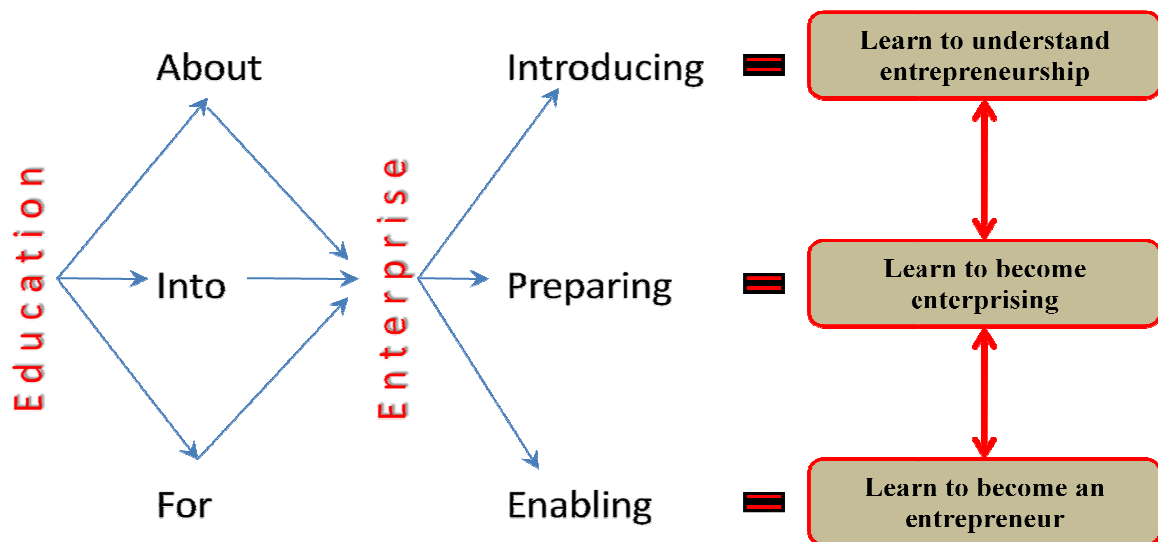 Education
About
Into
For
Enterprise
Introducing
Preparing
Enabling
Learn to understand
entrepreneurship
Learn to become
enterprising
Learn to become an
entrepreneur